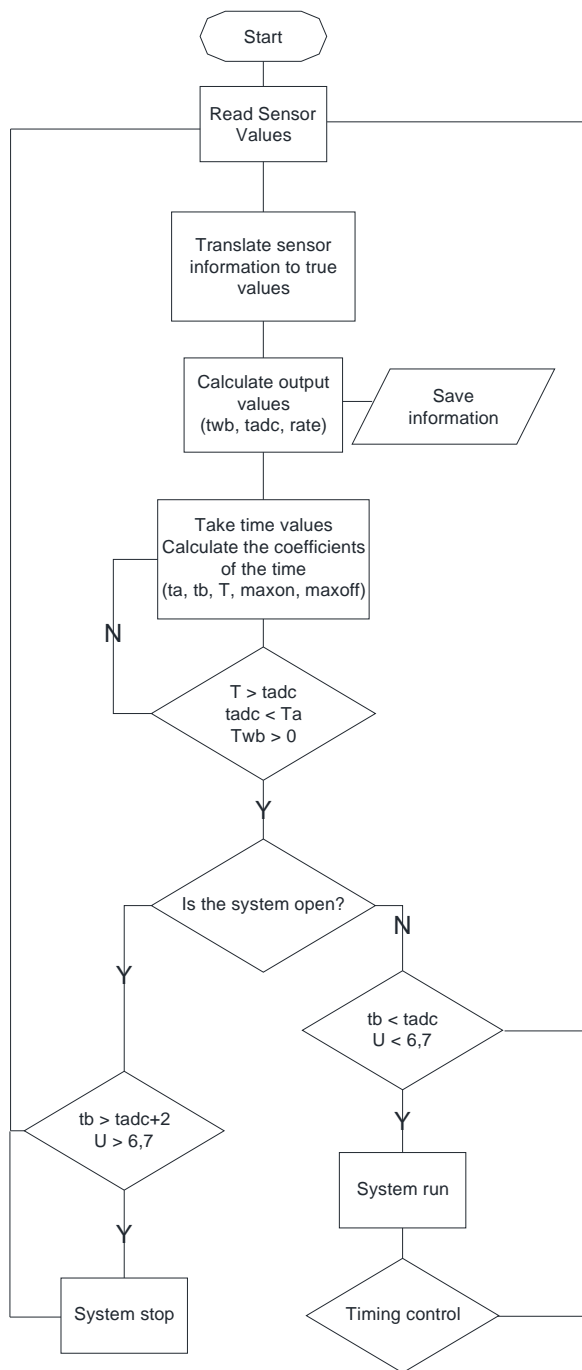 Start
Read Sensor
Values
Translate sensor
information to true
values
Calculate output
values
(twb, tadc, rate)
Save
information
Take time values
Calculate the coefficients
of the time
(ta, tb, T, maxon, maxoff)
N
T > tadc
tadc < Ta
Twb > 0
Y
Is the system open?
N
Y
tb < tadc
U < 6,7
tb > tadc+2
U > 6,7
Y
System run
Y
System stop
Timing control